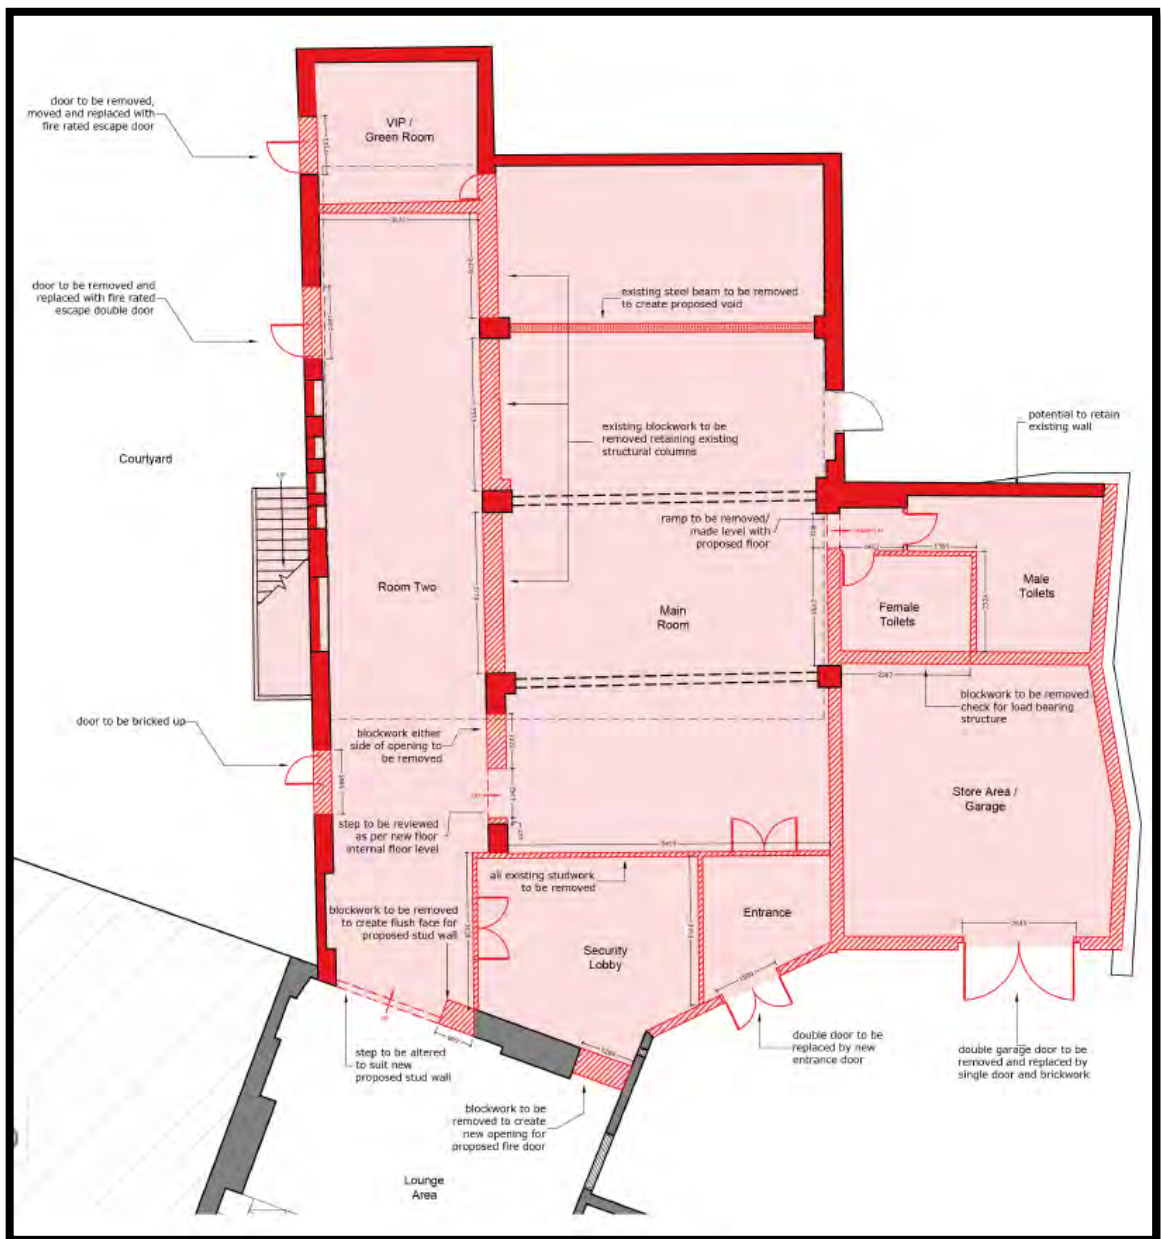 door to be removed,
moved and replaced with
fire rated escape door
VIP /
Green Room
door to be removed and
replaced with fire rated
escape double door
existing steel beam to be removed
to create proposed void
Courtyard
existing blockwork to be
removed retaining existing
structural columns
potential to retain
existing wall
ramp to be removed/
made level with
proposed floor
Room Two
Main
Room
Female
Toilets
Male
Toilets
blockwork to be removed
check for load bearing
structure
door to be bricked up
blockwork either
side of opening to
be removed
Store Area /
Garage
step to be reviewed
as per new floor
internal floor level
all existing studwork
to be removed
blockwork to be removed
to create flush face for
proposed stud wall
Entrance
Security
Lobby
step to be altered
to suit new
proposed stud wall
double door to be
replaced by new
entrance door
double garage door to be
removed and replaced by
single door and brickwork
blockwork to be
removed to create
new opening for
proposed fire door
Lounge
Area